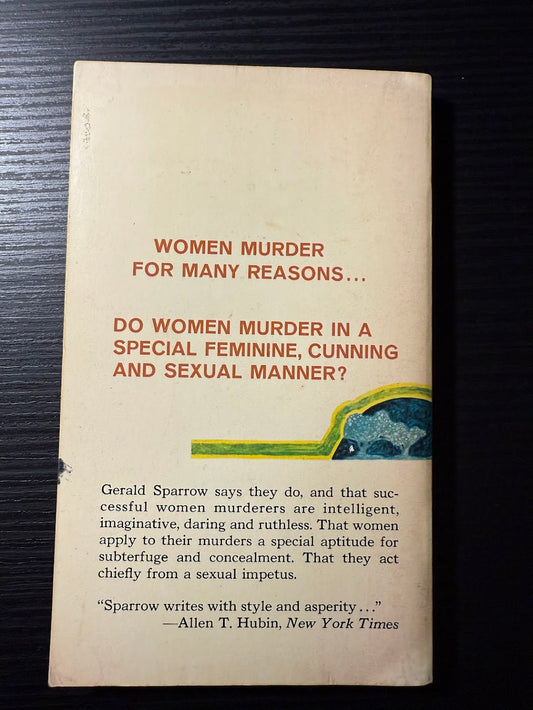 WOMEN MURDER
FOR MANY REASONS...
DO WOMEN MURDER IN A
SPECIAL FEMININE, CUNNING
AND SEXUAL MANNER?
Gerald Sparrow says they do, and that suc-
cessful women murderers are intelligent,
imaginative, daring and ruthless. That women
apply to their murders a special aptitude for
subterfuge and concealment. That they act
chiefly from a sexual impetus.
“Sparrow writes with style and asperity...”
—Allen T. Hubin, New York Times